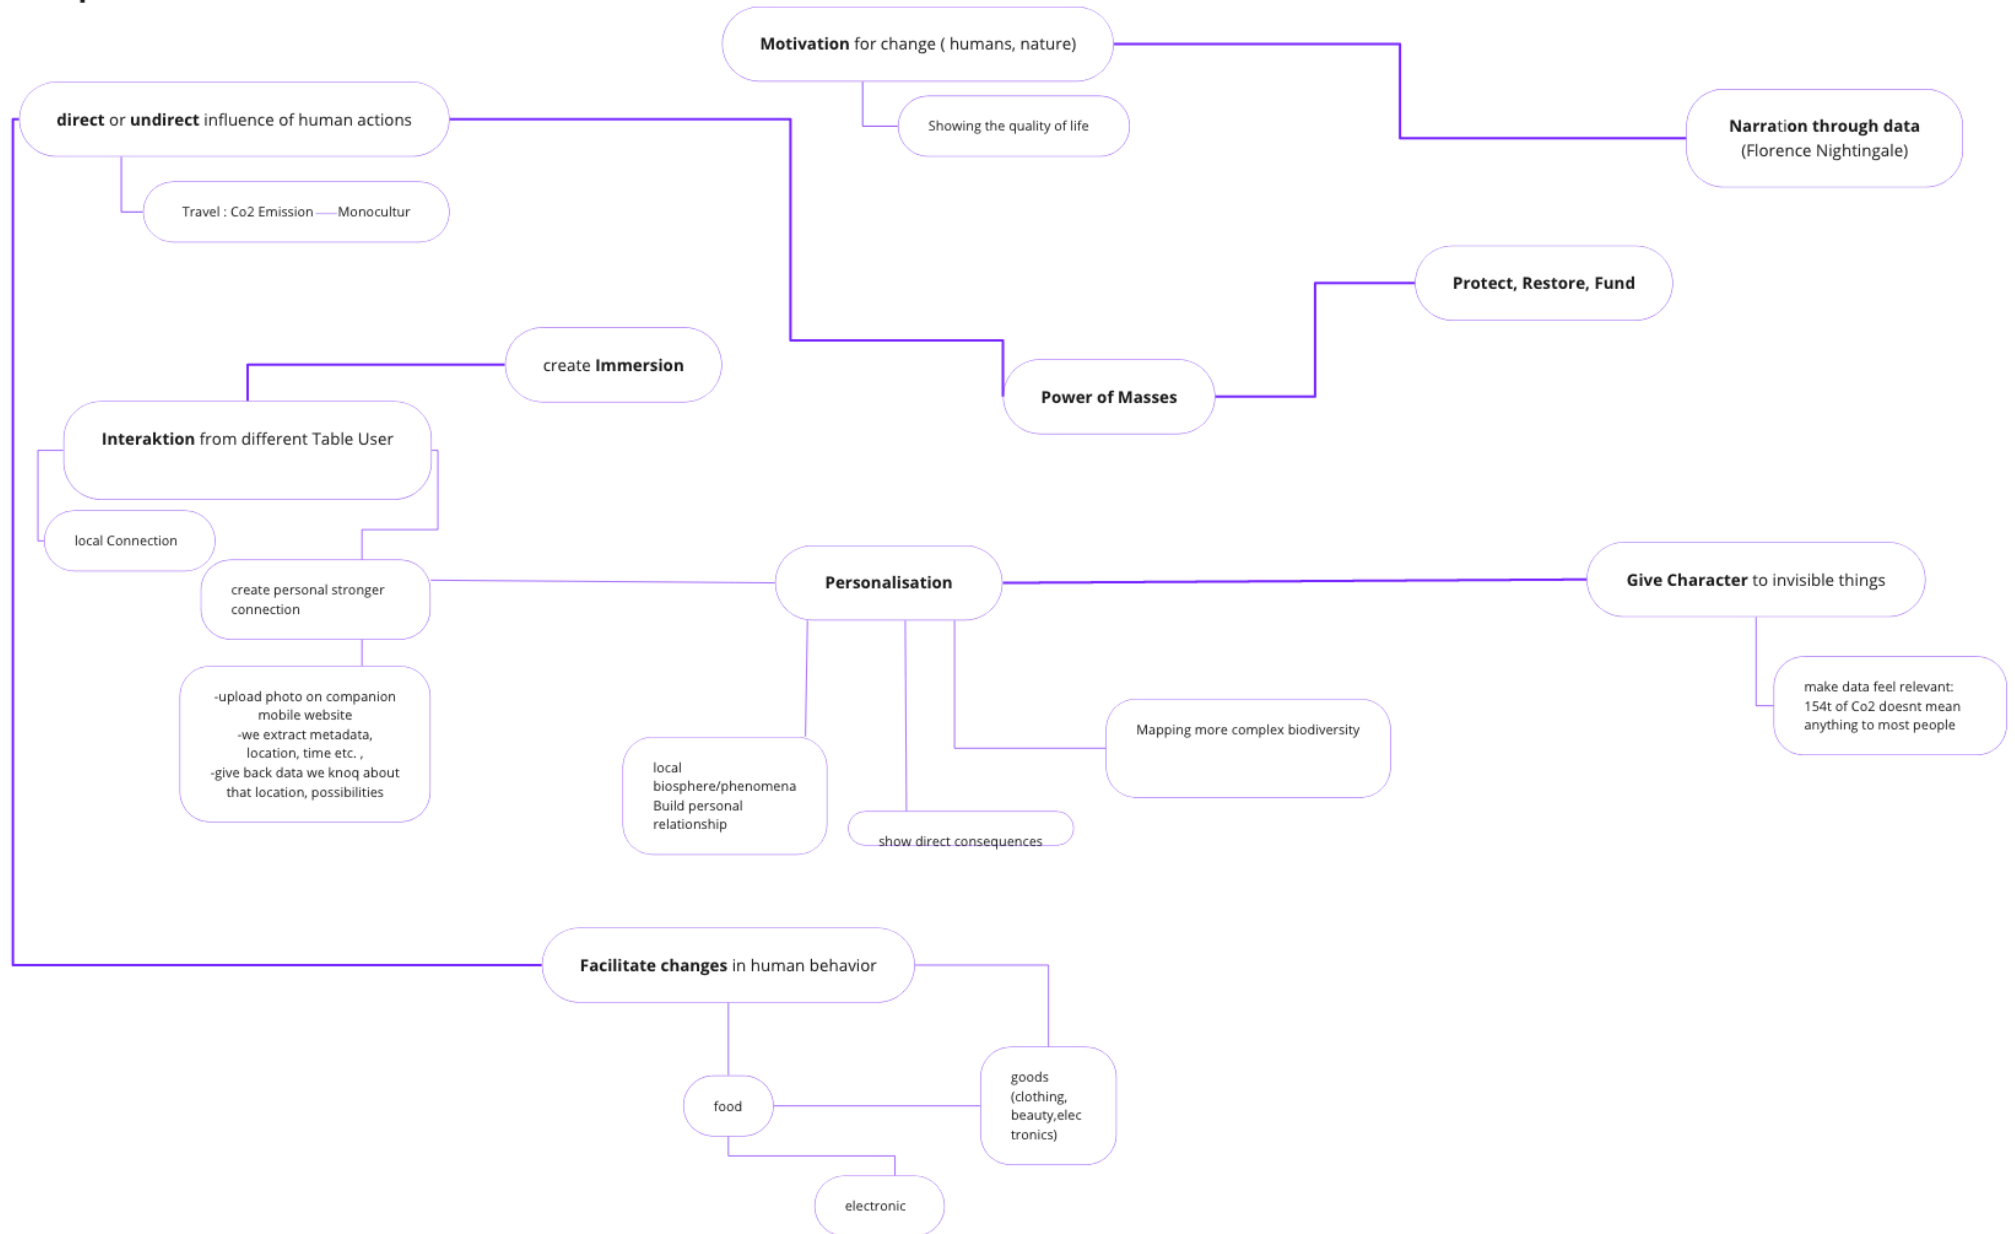 Motivation for change ( humans, nature)
direct or undirect influence of human actions
Showing the quality of life
Narration through data
(Florence Nightingale)
Travel : Co2 Emission
Monocultur
Protect, Restore, Fund
create Immersion
Power of Masses
Interaktion from different Table User
local Connection
create personal stronger
connection
Personalisation
Give Character to invisible things
-upload photo on companion
mobile website
-we extract metadata,
location, time etc. ,
-give back data we knoq about
that location, possibilities
make data feel relevant:
154t of Co2 doesnt mean
anything to most people
Mapping more complex biodiversity
local
biosphere/phenomena
Build personal
relationship
show direct consequences
Facilitate changes in human behavior
goods
(clothing,
beauty,elec
tronics)
food
electronic